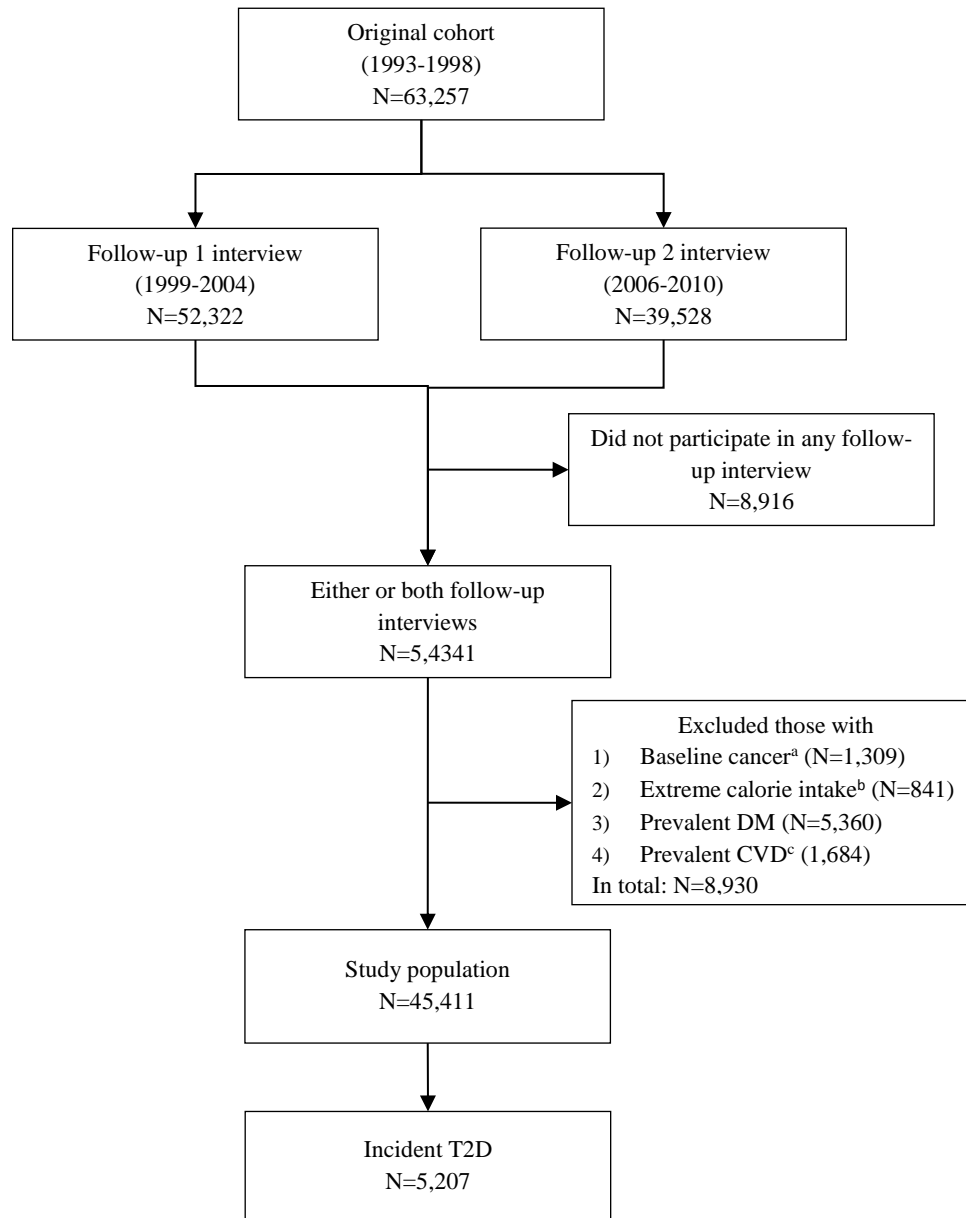 Original cohort
(1993-1998)
N=63,257
Follow-up 1 interview
(1999-2004)
N=52,322
Follow-up 2 interview
(2006-2010)
N=39,528
Did not participate in any follow-
up interview
N=8,916
Either or both follow-up
interviews
N=5,4341
Excluded those with
1) Baseline cancerᵃ (N=1,309)
2) Extreme calorie intakeᵇ (N=841)
3) Prevalent DM (N=5,360)
4) Prevalent CVDᶜ (1,684)
In total: N=8,930
Study population
N=45,411
Incident T2D
N=5,207